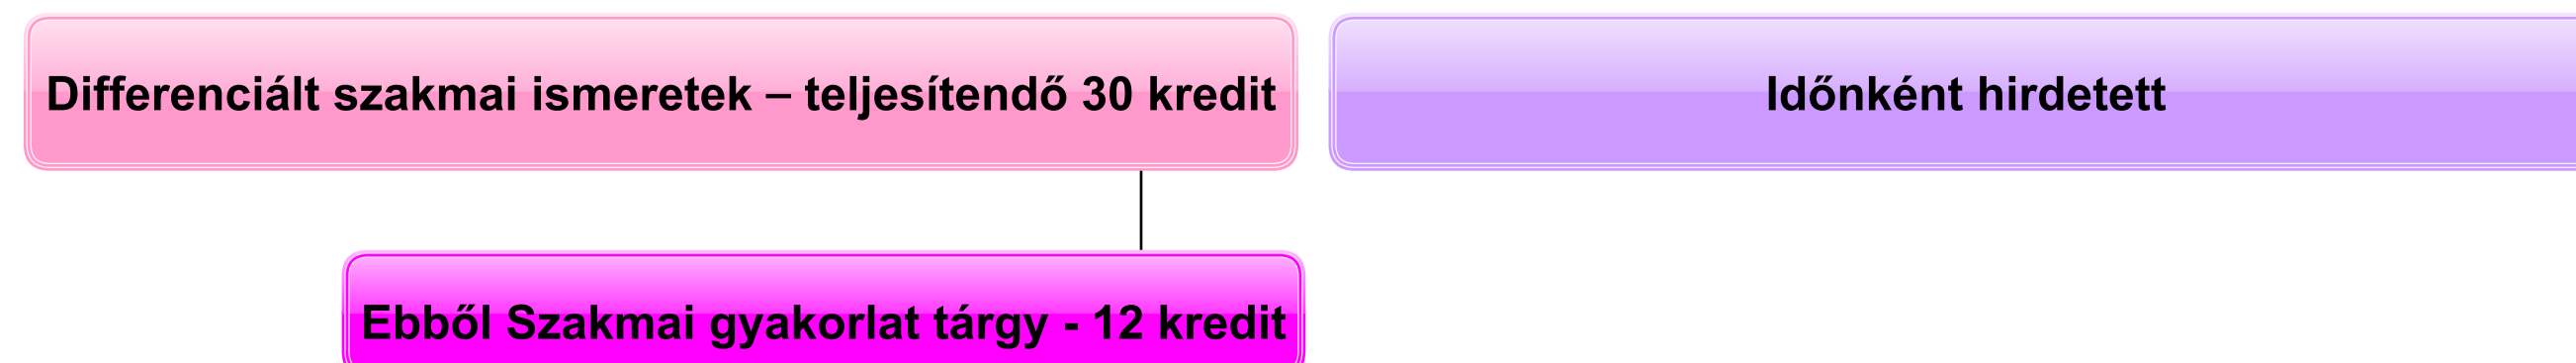 Differenciált szakmai ismeretek – teljesítendő 30 kredit
Időnként hirdetett
Ebből Szakmai gyakorlat tárgy - 12 kredit